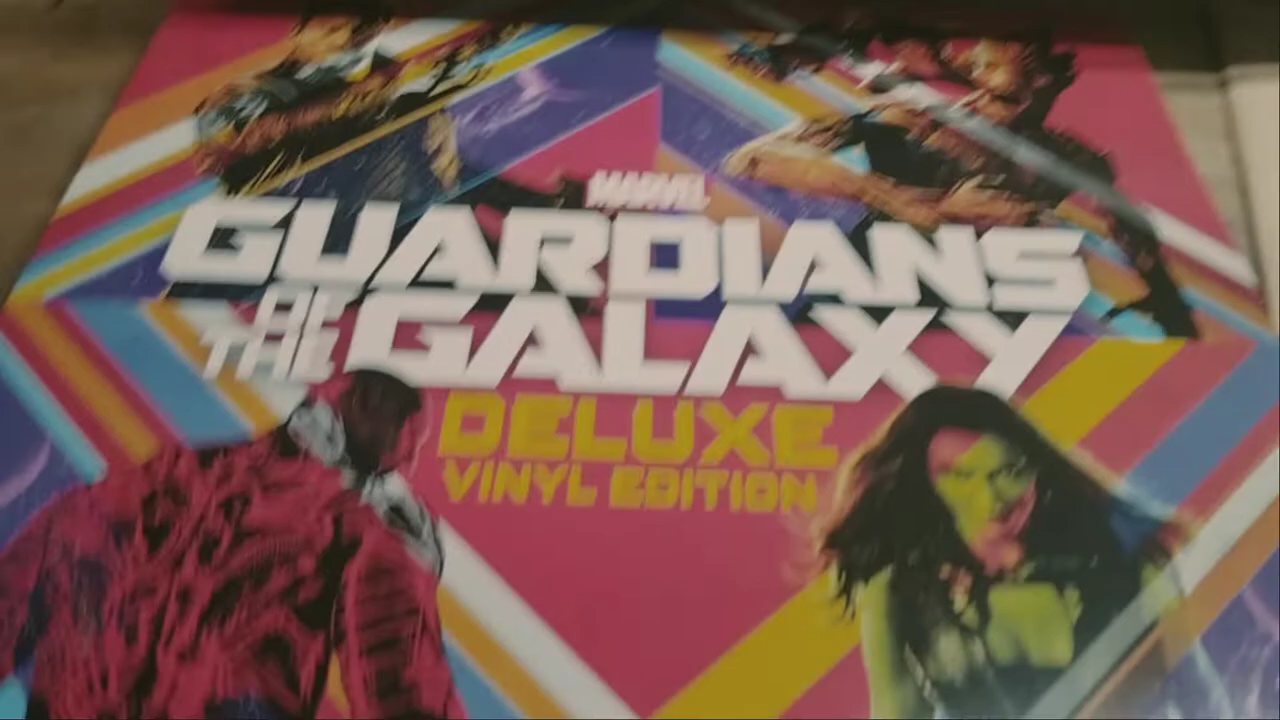 MARVEL
GUARDIANS
OF THE GALAXY
DELUXE
VINYL EDITION